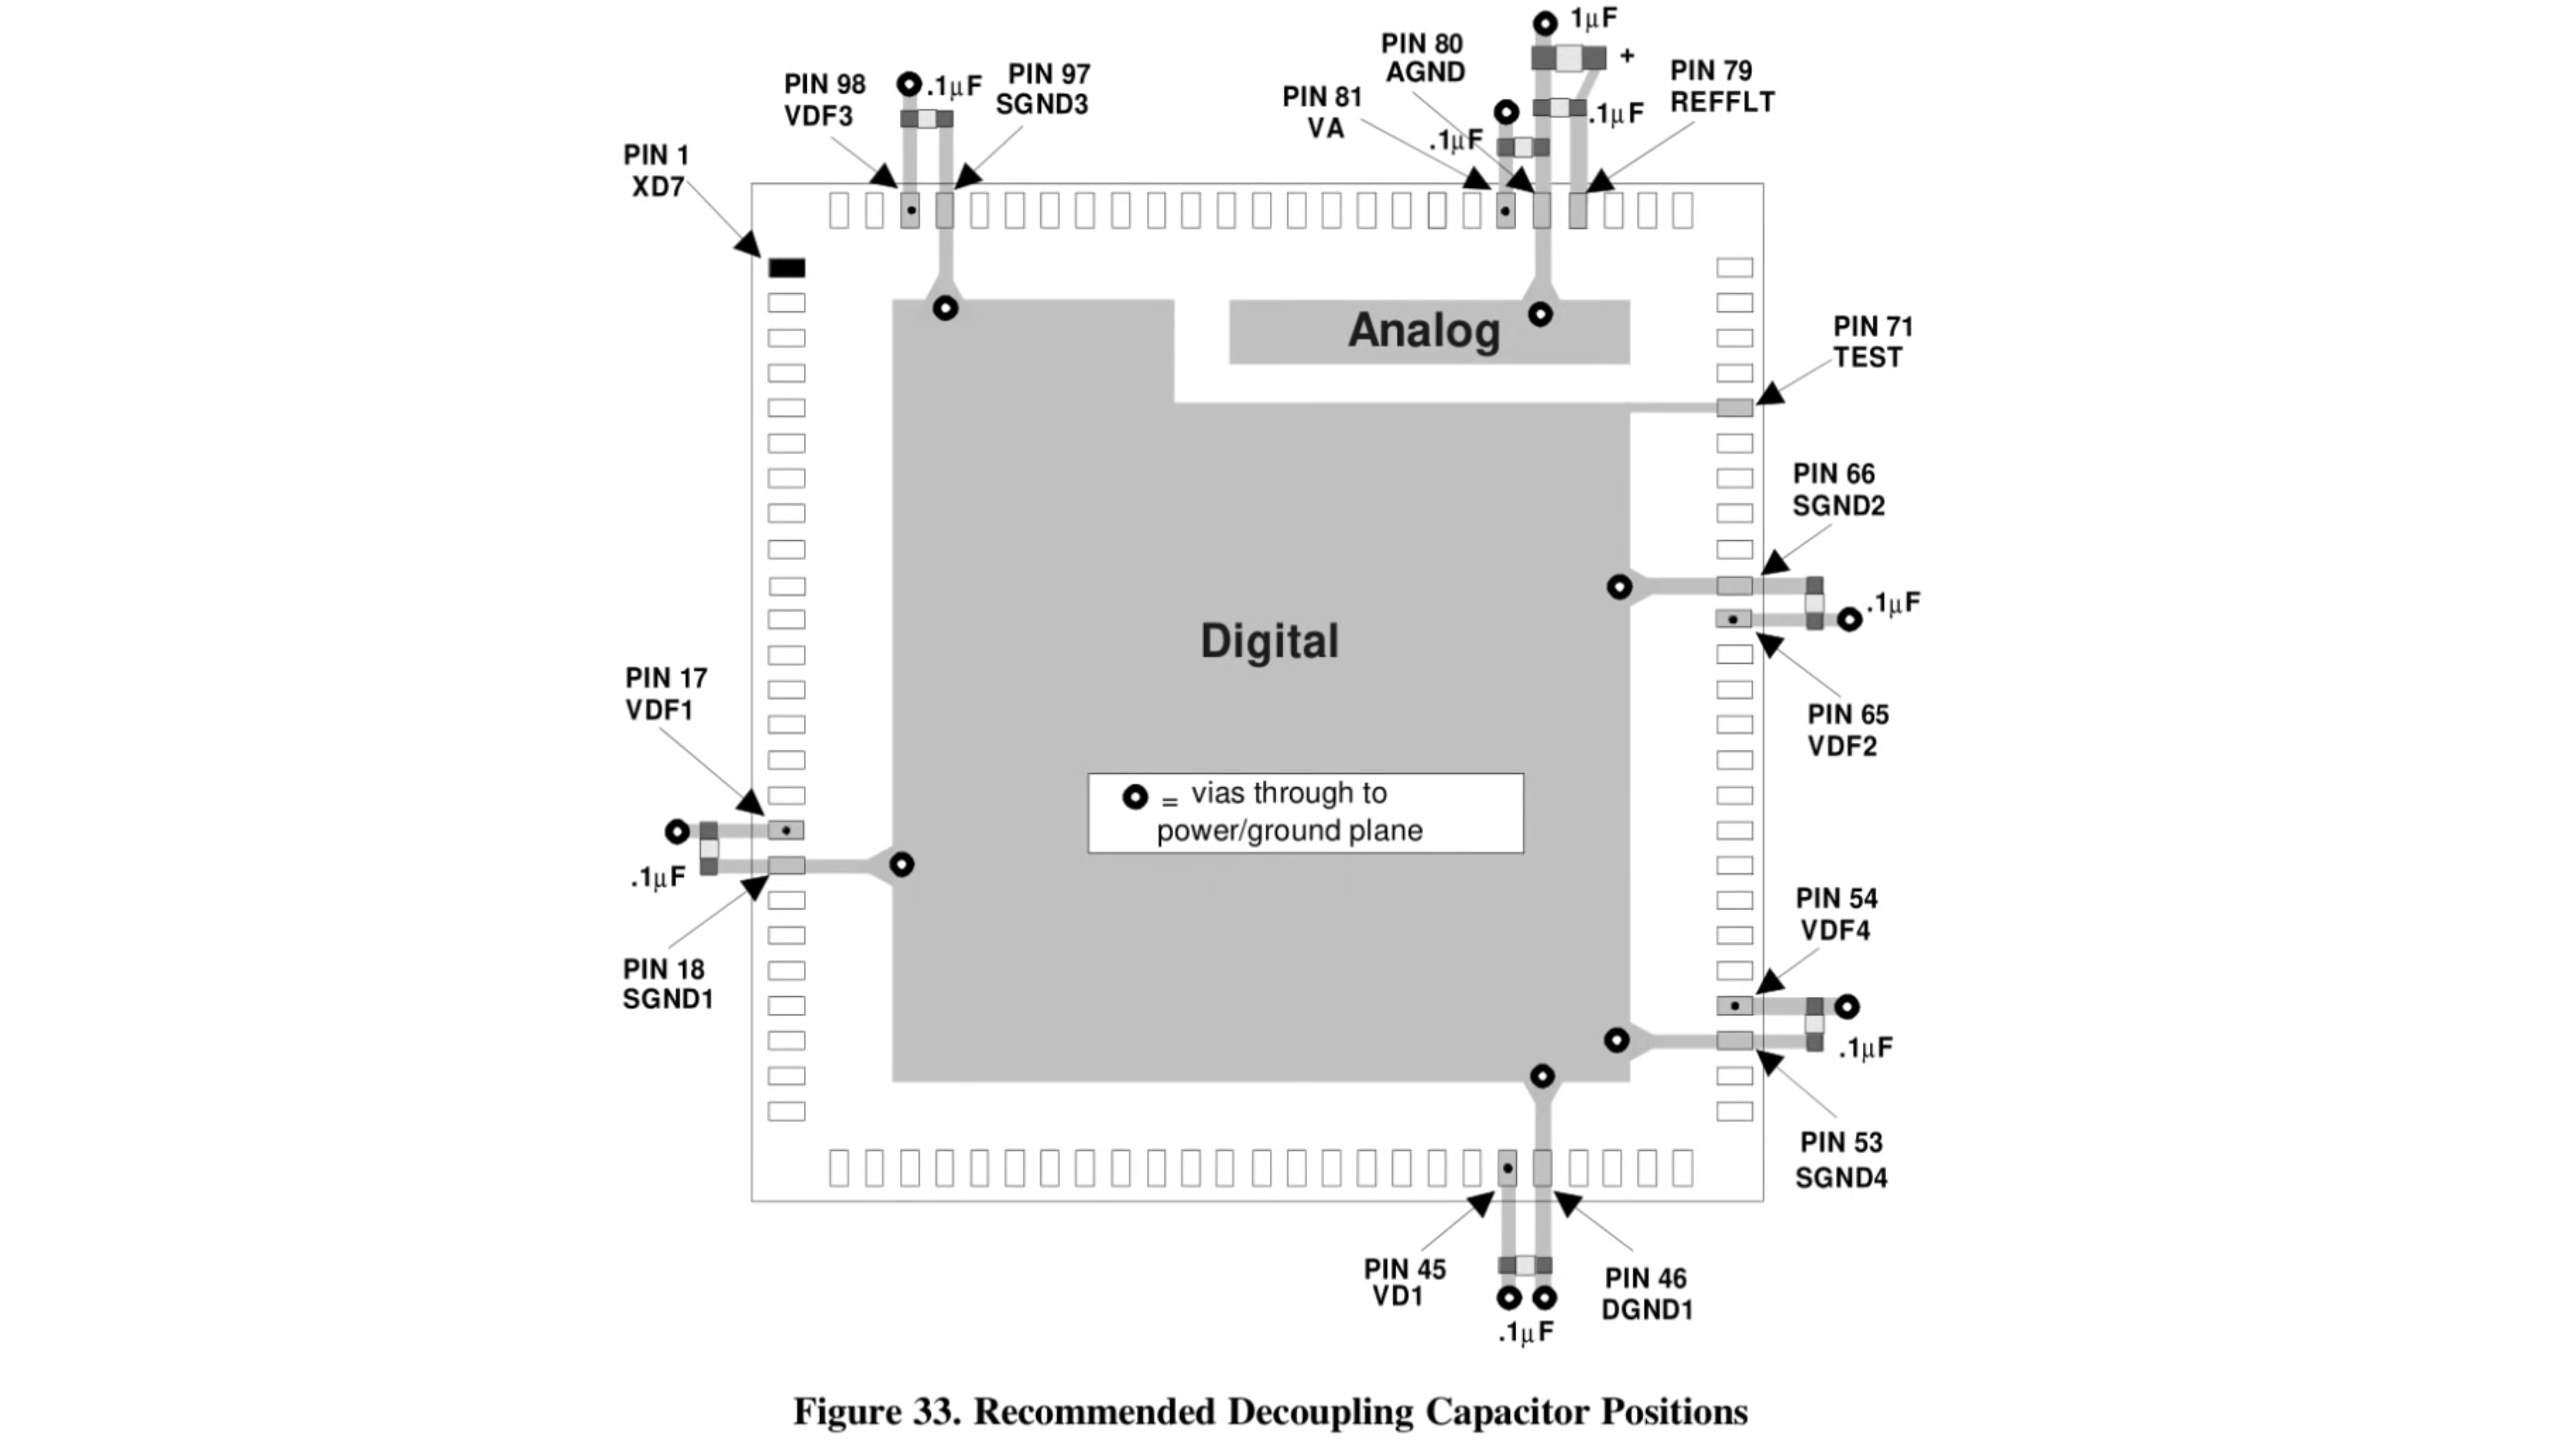 1μF
PIN 80
AGND
+
PIN 98
VDF3
.1μF
PIN 97
SGND3
PIN 81
VA
.1μF
.1μF
PIN 79
REFFLT
PIN 1
XD7
Analog
PIN 71
TEST
PIN 66
SGND2
.1μF
Digital
PIN 17
VDF1
PIN 65
VDF2
= vias through to
power/ground plane
.1μF
PIN 54
VDF4
PIN 18
SGND1
.1μF
PIN 53
SGND4
PIN 45
VD1
PIN 46
DGND1
.1μF
Figure 33. Recommended Decoupling Capacitor Positions